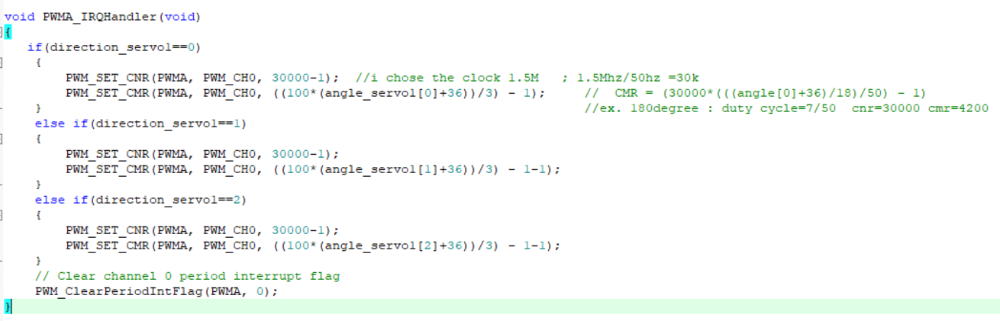 void PWMA_IRQHandler(void)
{
if(direction_servo1==0)
{
PWM_SET_CNR(PWMA, PWM_CH0, 30000-1);  //i chose the clock 1.5M   ; 1.5Mhz/50hz =30k
PWM_SET_CMR(PWMA, PWM_CH0, ((100*(angle_servo1[0]+36))/3) - 1);     //  CMR = (30000*(((angle[0]+36)/18)/50) - 1)
}                                                                   //ex. 180degree : duty cycle=7/50  cnr=30000 cmr=4200
else if(direction_servo1==1)
{
PWM_SET_CNR(PWMA, PWM_CH0, 30000-1);
PWM_SET_CMR(PWMA, PWM_CH0, ((100*(angle_servo1[1]+36))/3) - 1-1);
}
else if(direction_servo1==2)
{
PWM_SET_CNR(PWMA, PWM_CH0, 30000-1);
PWM_SET_CMR(PWMA, PWM_CH0, ((100*(angle_servo1[2]+36))/3) - 1-1);
}
// Clear channel 0 period interrupt flag
PWM_ClearPeriodIntFlag(PWMA, 0);
}